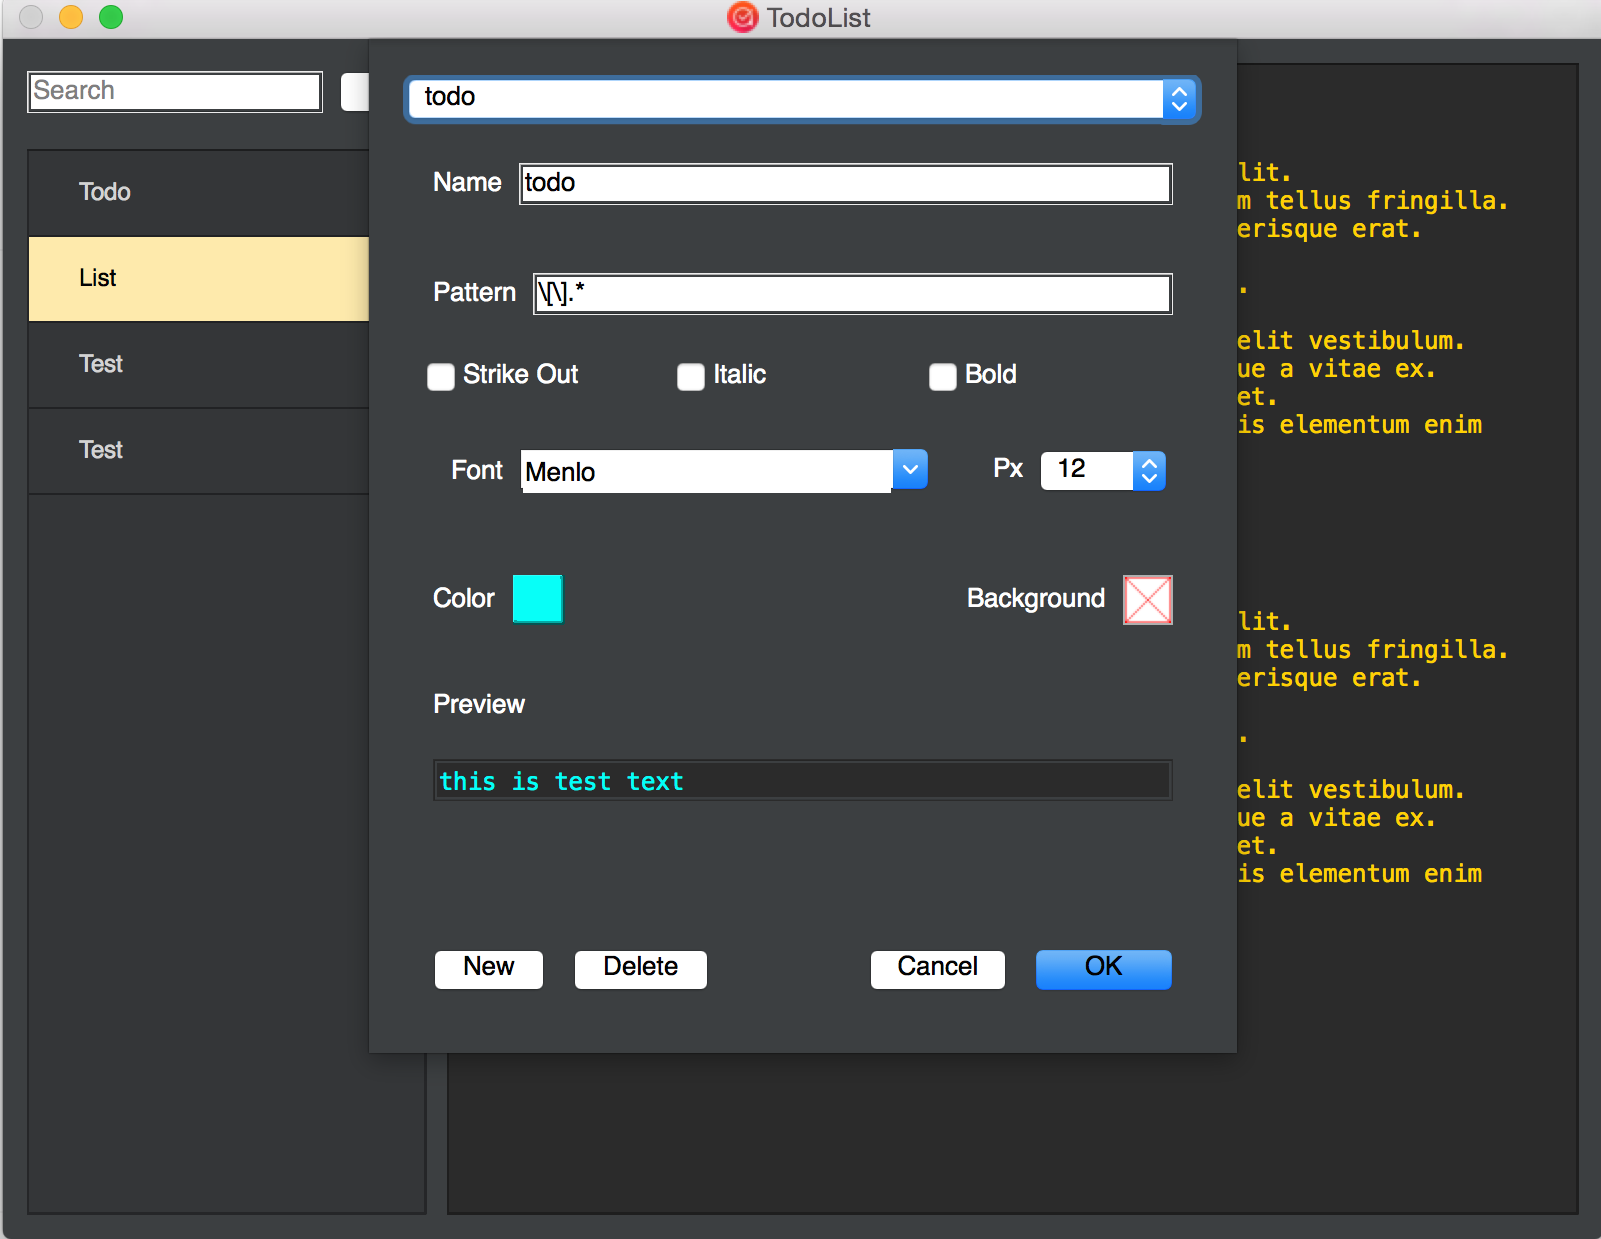 TodoList
Search
Todo
List
Test
Test
todo
Name todo
Pattern \[\].*
Strike Out Italic Bold
Font Menlo Px 12
Color Background
Preview
this is test text
New Delete Cancel OK
lit.
m tellus fringilla.
erisque erat.
.
elit vestibulum.
ue a vitae ex.
et.
is elementum enim
lit.
m tellus fringilla.
erisque erat.
.
elit vestibulum.
ue a vitae ex.
et.
is elementum enim